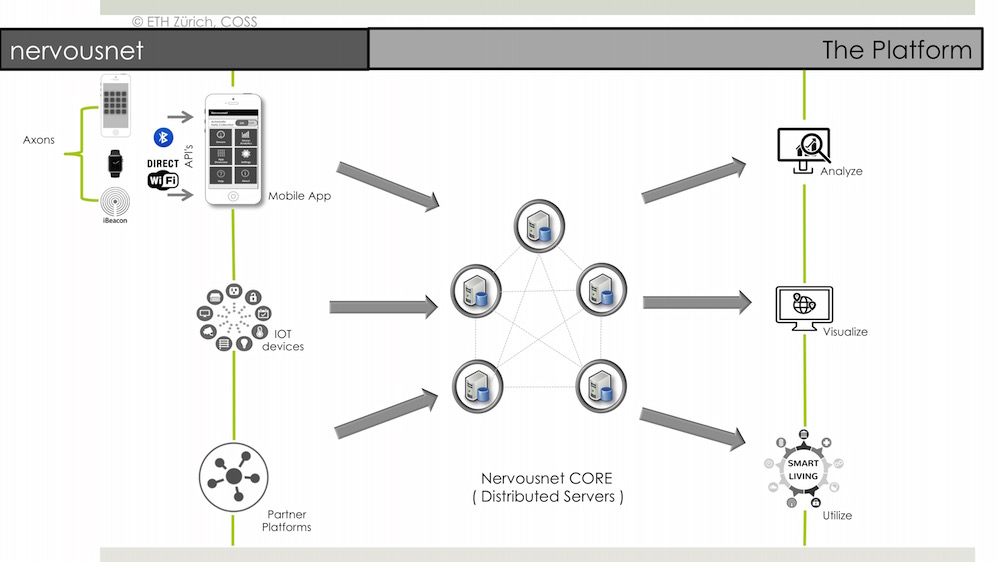 © ETH Zürich, COSS
nervousnet
The Platform
Axons
iBeacon
DIRECT
WiFi
API's
Nervousnet
Mobile App
IOT
devices
Partner
Platforms
Nervousnet CORE
( Distributed Servers )
Analyze
Visualize
SMART
LIVING
Utilize